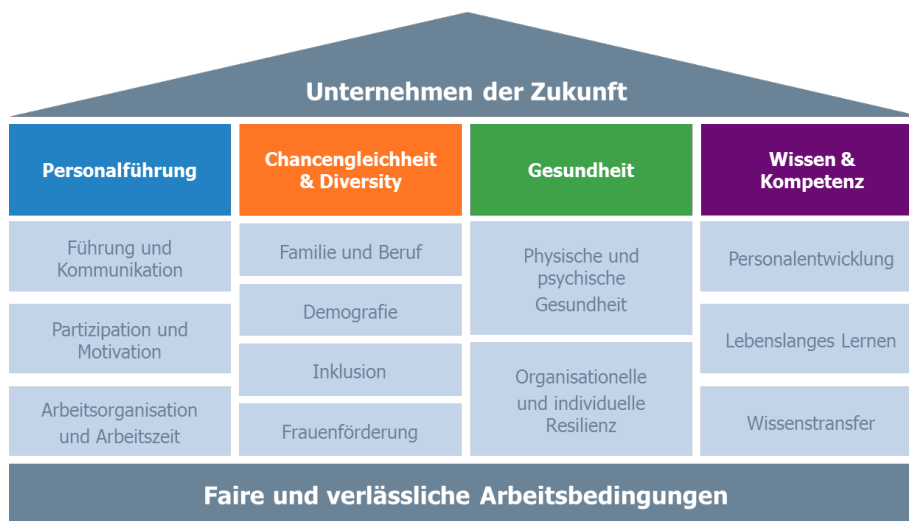 Unternehmen der Zukunft
Personalführung
Führung und
Kommunikation
Partizipation und
Motivation
Arbeitsorganisation
und Arbeitszeit
Chancengleichheit
& Diversity
Familie und Beruf
Demografie
Inklusion
Frauenförderung
Gesundheit
Physische und
psychische
Gesundheit
Organisationelle
und individuelle
Resilienz
Wissen &
Kompetenz
Personalentwicklung
Lebenslanges Lernen
Wissenstransfer
Faire und verlässliche Arbeitsbedingungen